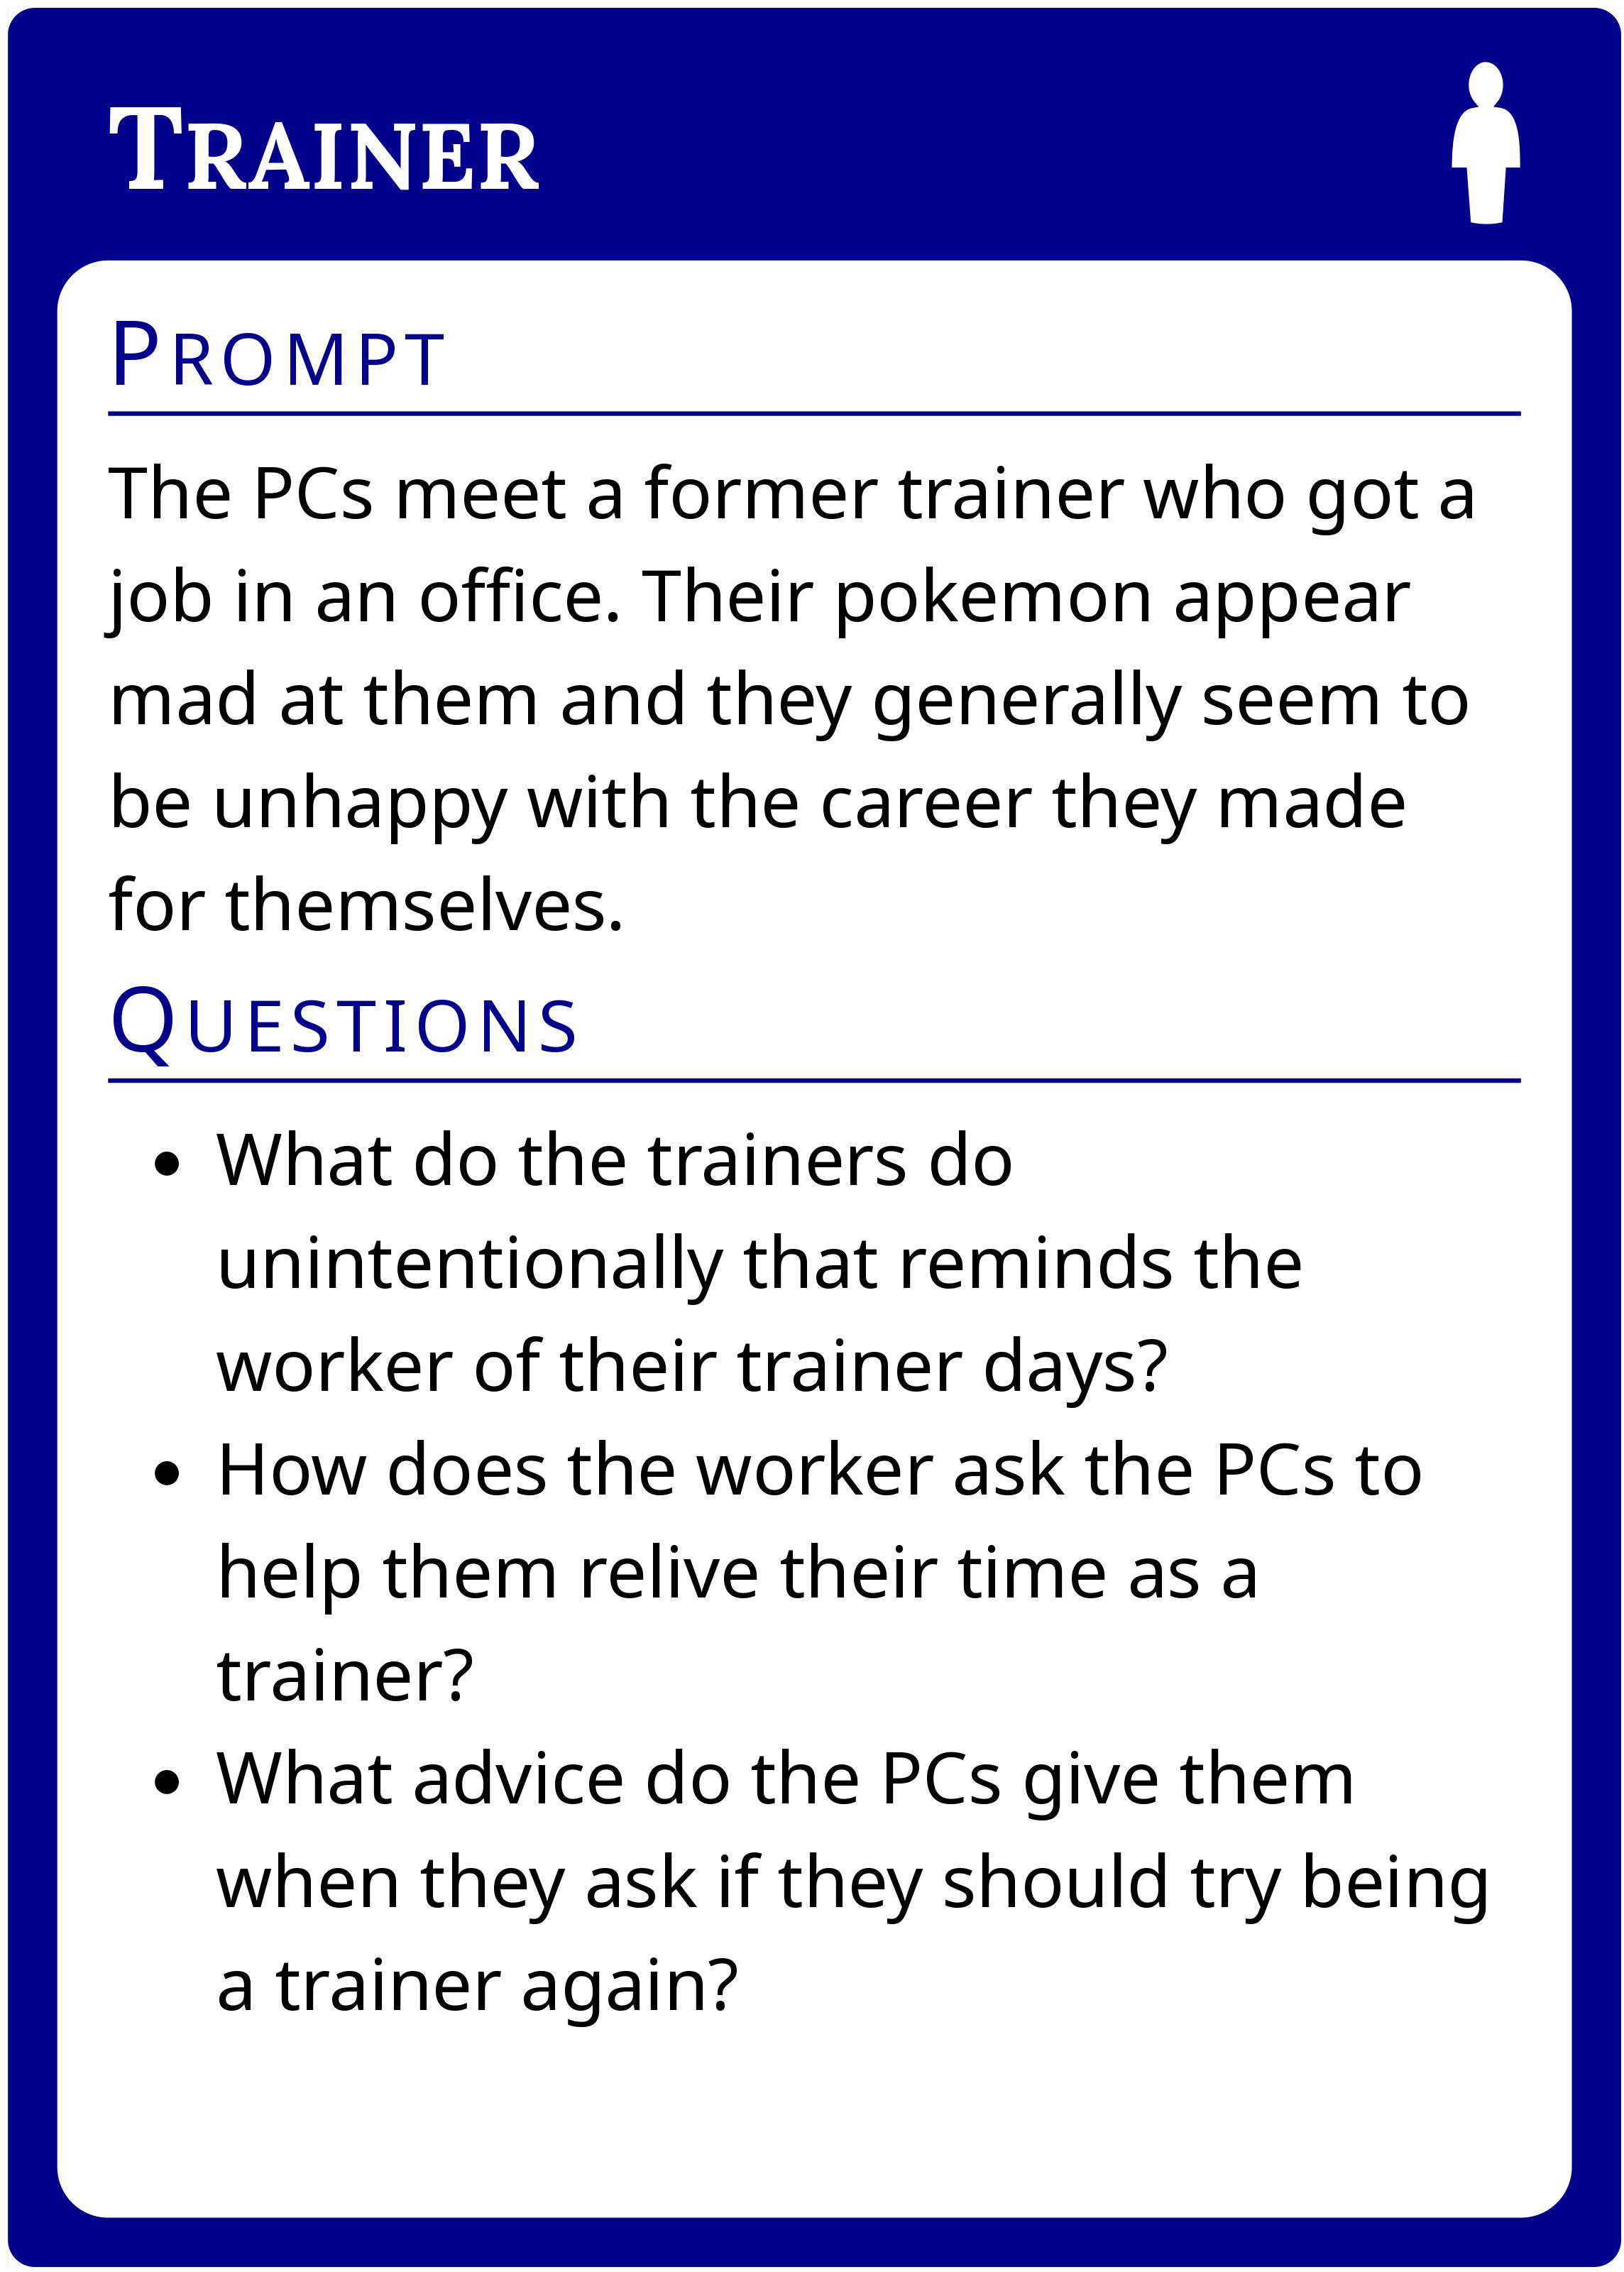 Trainer
Prompt
The PCs meet a former trainer who got a
job in an office. Their pokemon appear
mad at them and they generally seem to
be unhappy with the career they made
for themselves.
Questions
• What do the trainers do
unintentionally that reminds the
worker of their trainer days?
• How does the worker ask the PCs to
help them relive their time as a
trainer?
• What advice do the PCs give them
when they ask if they should try being
a trainer again?